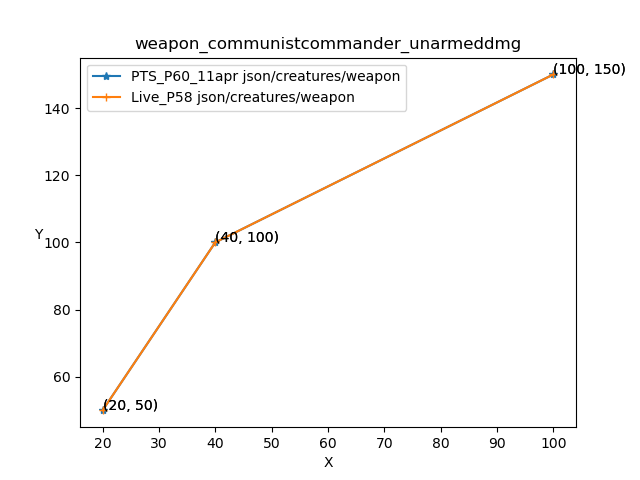 weapon_communistcommander_unarmeddmg
PTS_P60_11apr json/creatures/weapon
Live_P58 json/creatures/weapon
(100, 150)
(40, 100)
(20, 50)
Y
140
120
100
80
60
20 30 40 50 60 70 80 90 100
X